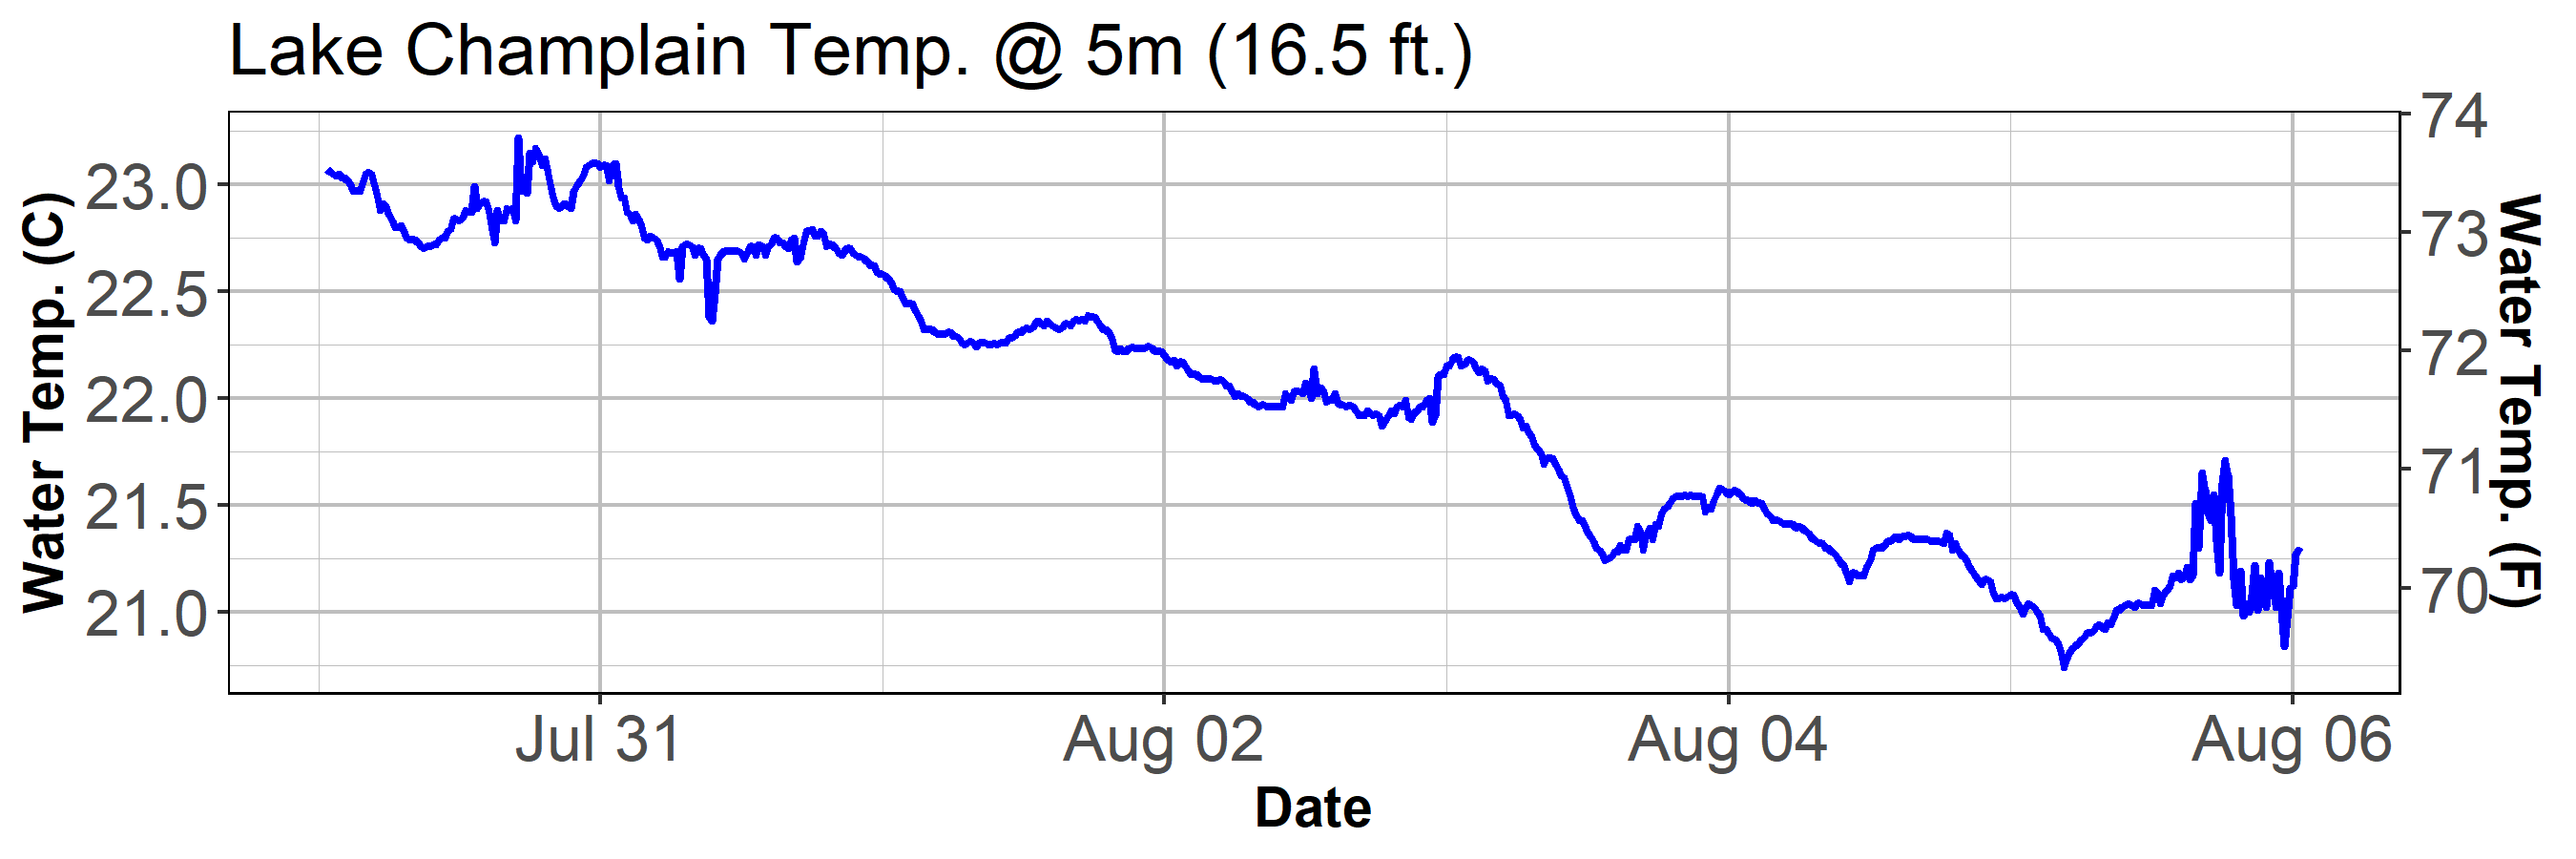 Lake Champlain Temp. @ 5m (16.5 ft.)
Water Temp. (C)
23.0
22.5
22.0
21.5
21.0
74
73
72
71
70
Water Temp. (F)
Jul 31
Aug 02
Aug 04
Aug 06
Date